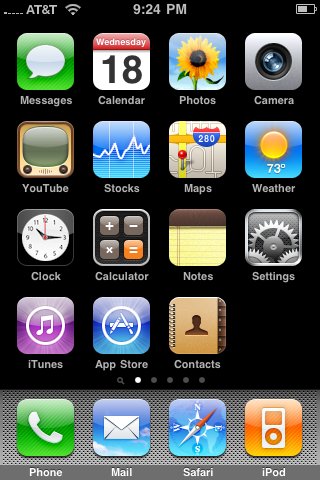 AT&T 9:24 PM
Wednesday
18
280
73°
Messages Calendar Photos Camera
YouTube Stocks Maps Weather
Clock Calculator Notes Settings
iTunes App Store Contacts
Phone Mail Safari iPod